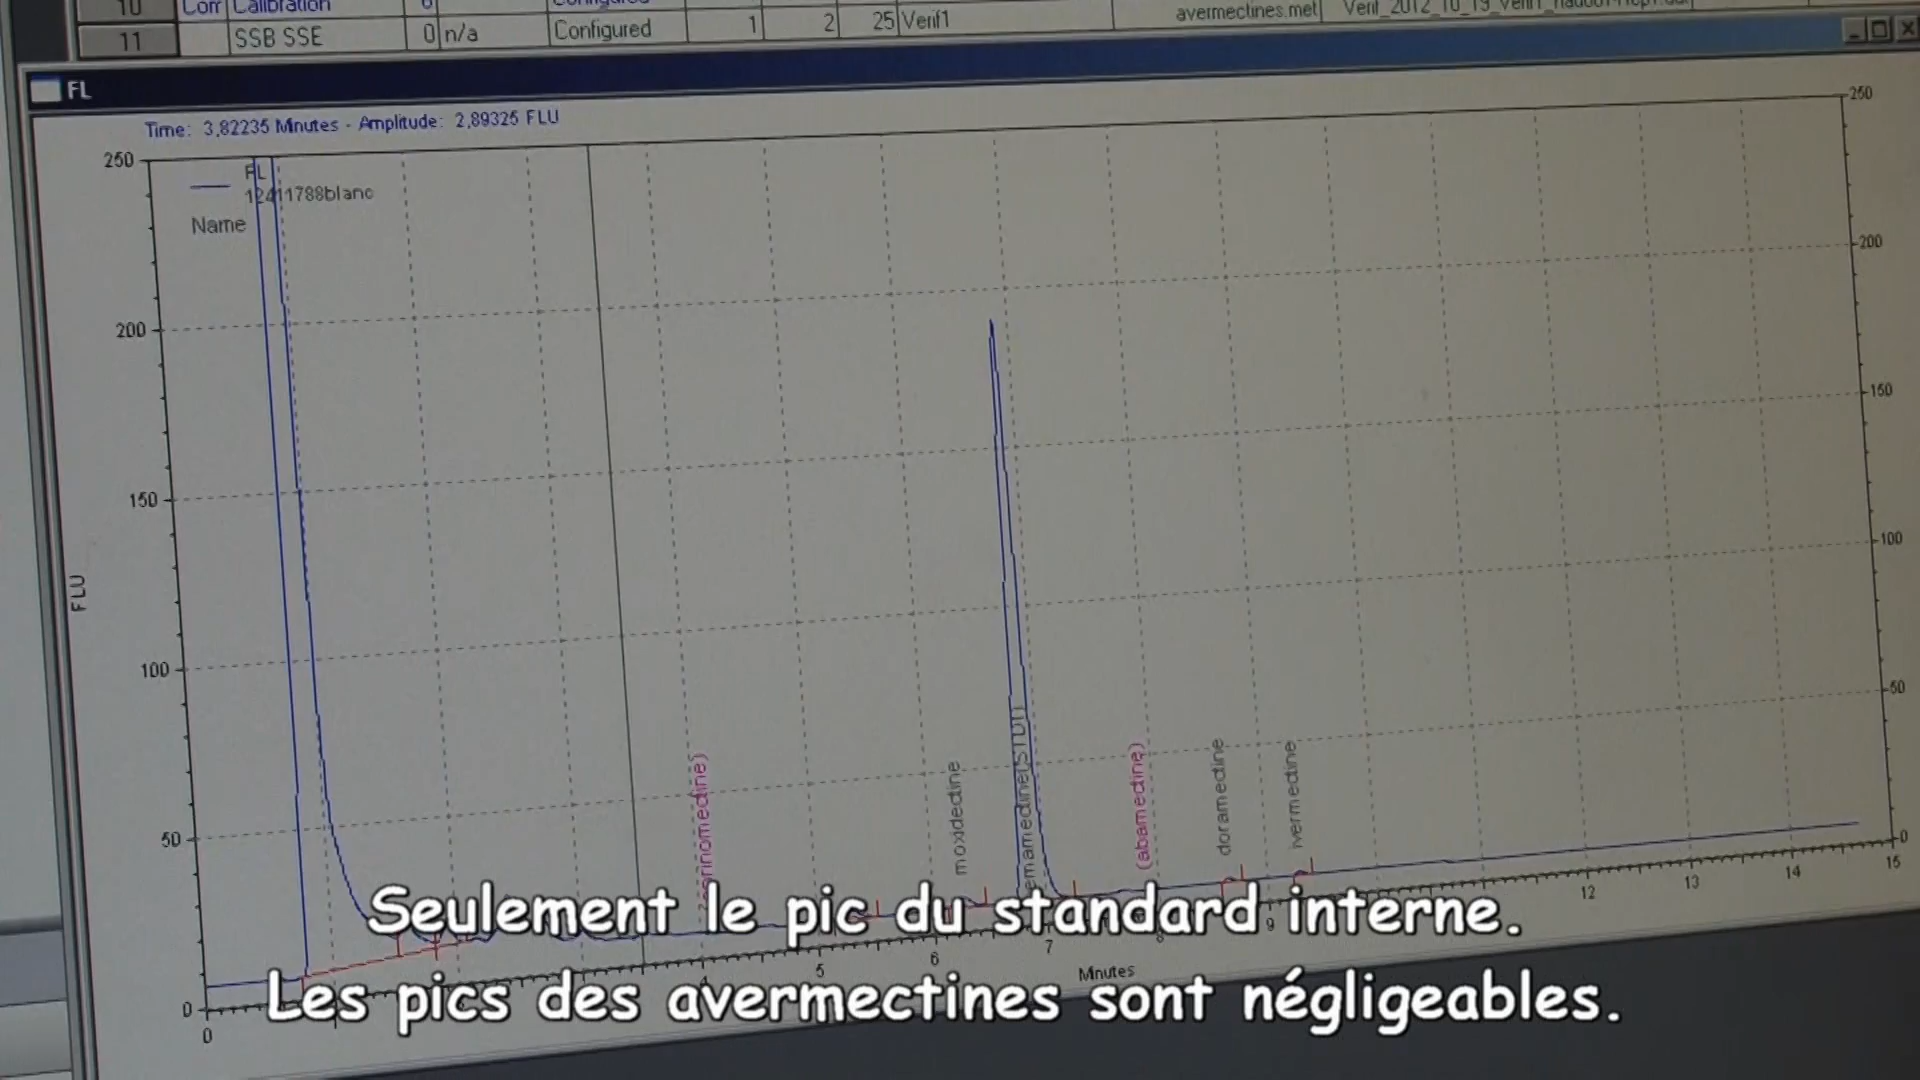 10 Corr Calibration
11 SSB SSE 0 n/a Configured 1 2 25 Verif1 avermectines.met
FL
Time: 3,82235 Minutes - Amplitude: 2,89325 FLU
FL
12411788blanc
Name
250
200
150
100
50
0
FLU
250
200
150
100
50
0
moxidectine
emamectine(STDI)
(abamectine)
doramectine
ivermectine
0
5
6
7
8
9
12
13
14
15
Minutes
Seulement le pic du standard interne.
Les pics des avermectines sont négligeables.